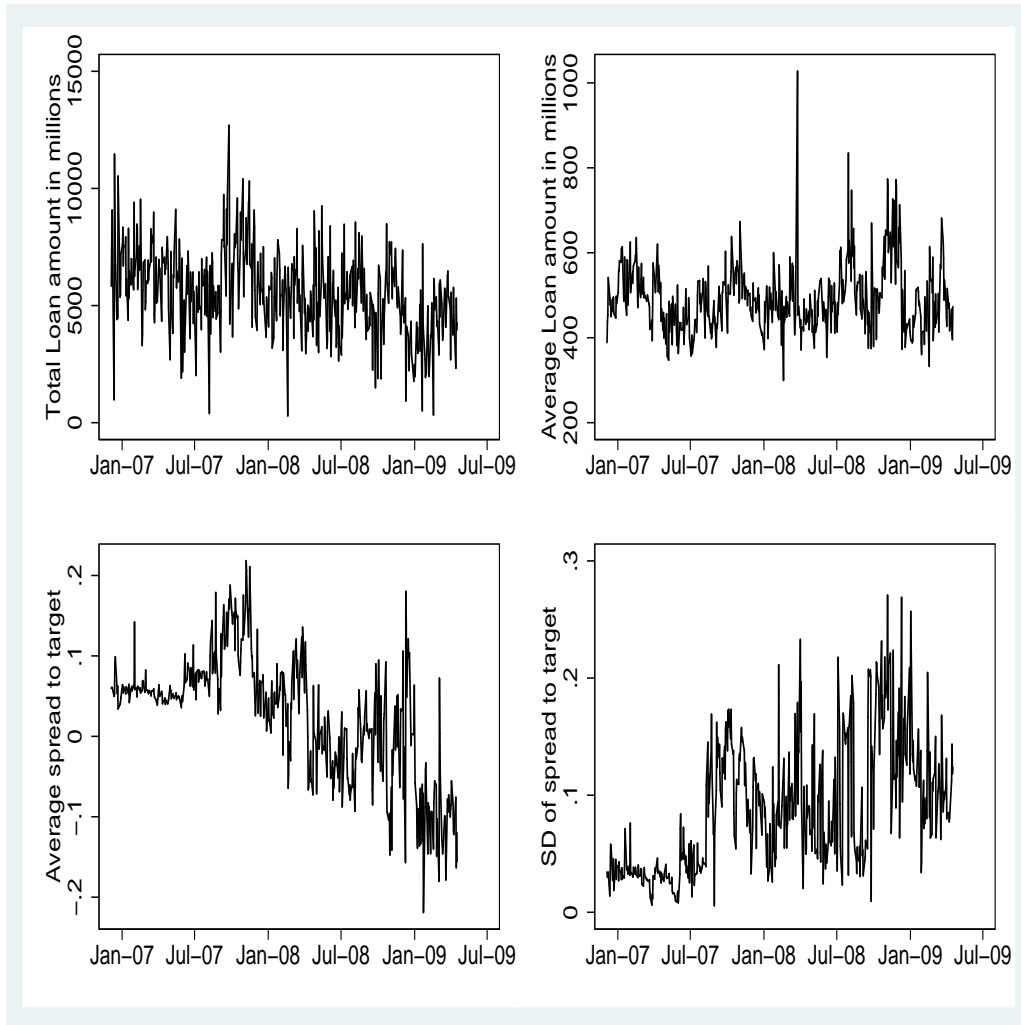 Total Loan amount in millions
0 5000 10000 15000
Jan–07 Jul–07 Jan–08 Jul–08 Jan–09 Jul–09
Average Loan amount in millions
200 400 600 800 1000
Jan–07 Jul–07 Jan–08 Jul–08 Jan–09 Jul–09
Average spread to target
–.2 –.1 0 .1 .2
Jan–07 Jul–07 Jan–08 Jul–08 Jan–09 Jul–09
SD of spread to target
0 .1 .2 .3
Jan–07 Jul–07 Jan–08 Jul–08 Jan–09 Jul–09